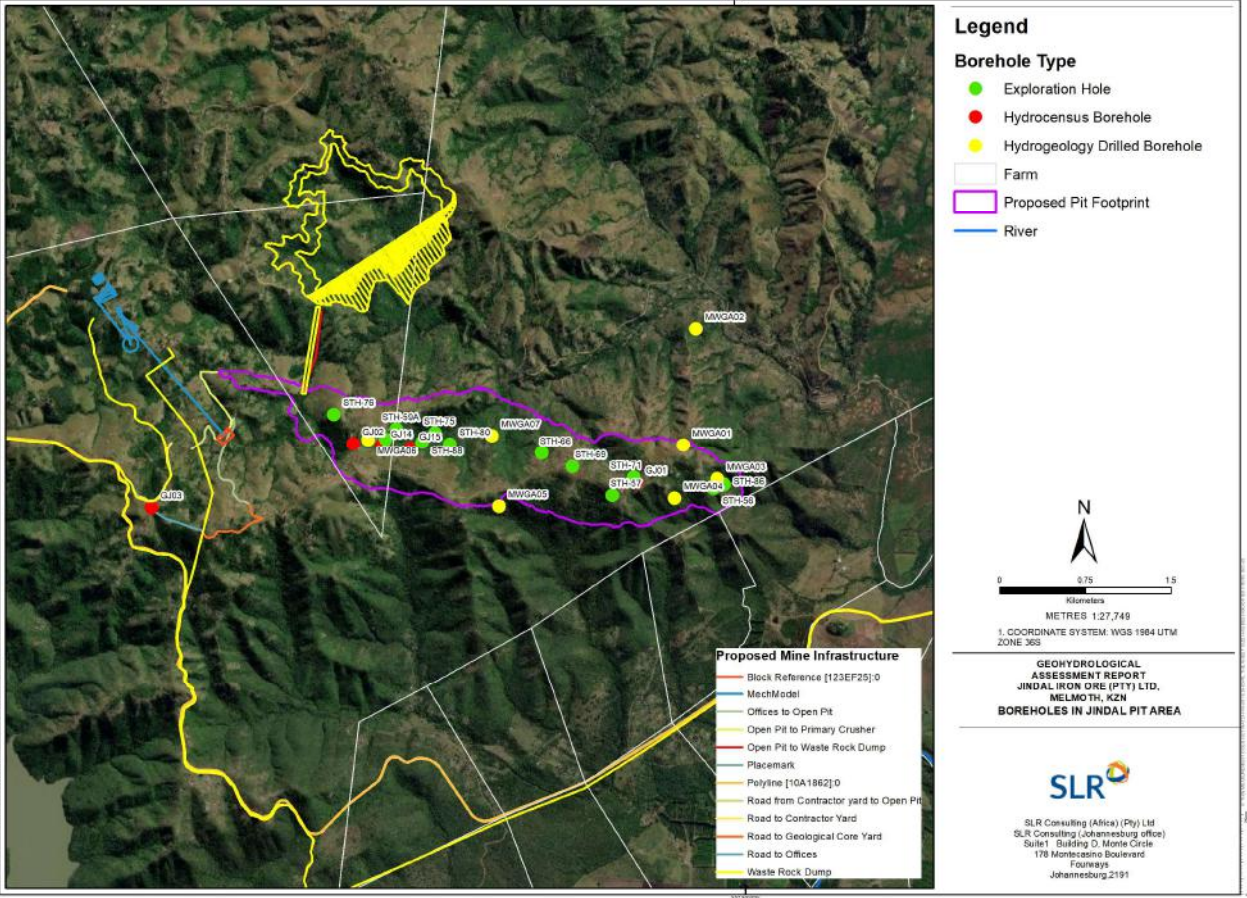 Legend
Borehole Type
Exploration Hole
Hydrocensus Borehole
Hydrogeology Drilled Borehole
Farm
Proposed Pit Footprint
River
MWGA02
STH-76
STH-59A
STH-75
GJ02
GJ14
GJ15
STH-80
MWGA07
MWGA06
STH-68
STH-66
MWGA01
STH-69
STH-71
GJ01
MWGA03
STH-57
MWGA04
STH-86
STH-56
GJ03
MWGA05
N
0 0.75 1.5
Kilometers
METRES 1:27,749
1. COORDINATE SYSTEM: WGS 1984 UTM
ZONE 36S
GEOHYDROLOGICAL
ASSESSMENT REPORT
JINDAL IRON ORE (PTY) LTD,
MELMOTH, KZN
BOREHOLES IN JINDAL PIT AREA
Proposed Mine Infrastructure
Block Reference [123EF25]:0
MechModel
Offices to Open Pit
Open Pit to Primary Crusher
Open Pit to Waste Rock Dump
Placemark
Polyline [10A1862]:0
Road from Contractor yard to Open Pit
Road to Contractor Yard
Road to Geological Core Yard
Road to Offices
Waste Rock Dump
SLR
SLR Consulting (Africa) (Pty) Ltd
SLR Consulting (Johannesburg office)
Suite1 Building D, Monte Circle
178 Montecasino Boulevard
Fourways
Johannesburg,2191